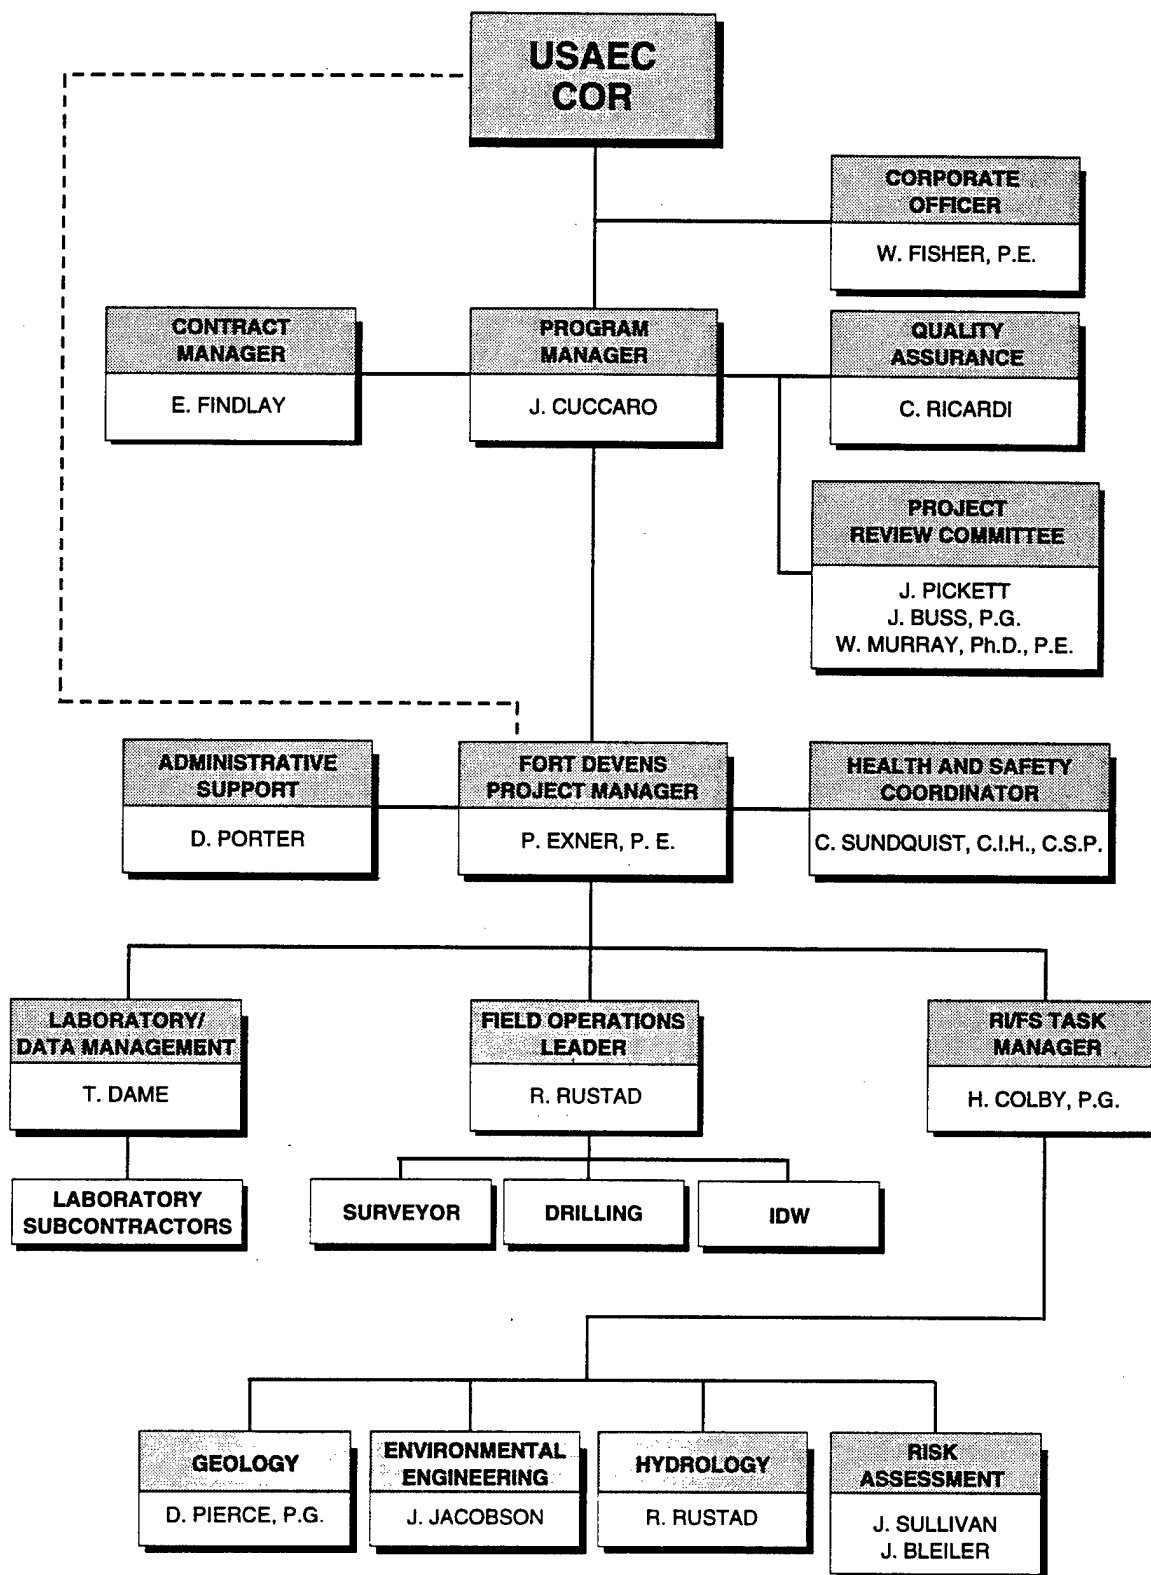 USAEC
COR
CORPORATE
OFFICER
W. FISHER, P.E.
CONTRACT
MANAGER
E. FINDLAY
PROGRAM
MANAGER
J. CUCCARO
QUALITY
ASSURANCE
C. RICARDI
PROJECT
REVIEW COMMITTEE
J. PICKETT
J. BUSS, P.G.
W. MURRAY, Ph.D., P.E.
ADMINISTRATIVE
SUPPORT
D. PORTER
FORT DEVENS
PROJECT MANAGER
P. EXNER, P. E.
HEALTH AND SAFETY
COORDINATOR
C. SUNDQUIST, C.I.H., C.S.P.
LABORATORY/
DATA MANAGEMENT
T. DAME
FIELD OPERATIONS
LEADER
R. RUSTAD
RI/FS TASK
MANAGER
H. COLBY, P.G.
LABORATORY
SUBCONTRACTORS
SURVEYOR
DRILLING
IDW
GEOLOGY
D. PIERCE, P.G.
ENVIRONMENTAL
ENGINEERING
J. JACOBSON
HYDROLOGY
R. RUSTAD
RISK
ASSESSMENT
J. SULLIVAN
J. BLEILER